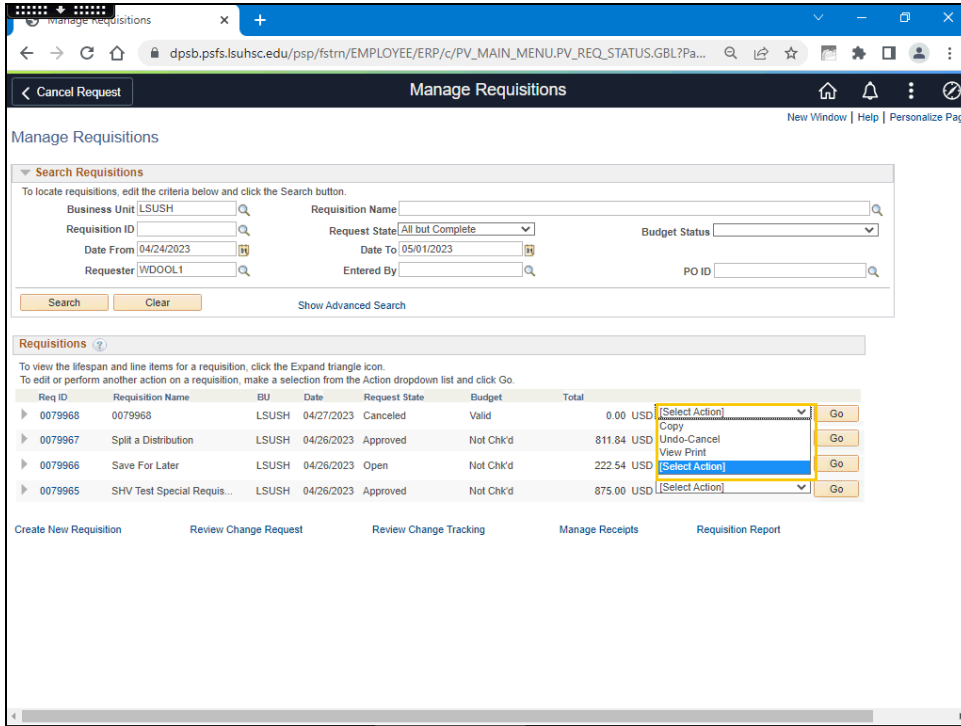 Manage Requisitions
dpsb.psfs.lsuhsc.edu/psp/fstrn/EMPLOYEE/ERP/c/PV_MAIN_MENU.PV_REQ_STATUS.GBL?Pa...
Cancel Request Manage Requisitions
New Window | Help | Personalize Pag
Manage Requisitions
Search Requisitions
To locate requisitions, edit the criteria below and click the Search button.
Business Unit LSUSH Requisition Name
Requisition ID Request State All but Complete Budget Status
Date From 04/24/2023 Date To 05/01/2023
Requester WDOOL1 Entered By PO ID
Search Clear Show Advanced Search
Requisitions ?
To view the lifespan and line items for a requisition, click the Expand triangle icon.
To edit or perform another action on a requisition, make a selection from the Action dropdown list and click Go.
Req ID Requisition Name BU Date Request State Budget Total
0079968 0079968 LSUSH 04/27/2023 Canceled Valid 0.00 USD [Select Action] Go
Copy
0079967 Split a Distribution LSUSH 04/26/2023 Approved Not Chk'd 811.84 USD Undo-Cancel Go
View Print
0079966 Save For Later LSUSH 04/26/2023 Open Not Chk'd 222.54 USD [Select Action] Go
0079965 SHV Test Special Requis... LSUSH 04/26/2023 Approved Not Chk'd 875.00 USD [Select Action] Go
Create New Requisition Review Change Request Review Change Tracking Manage Receipts Requisition Report